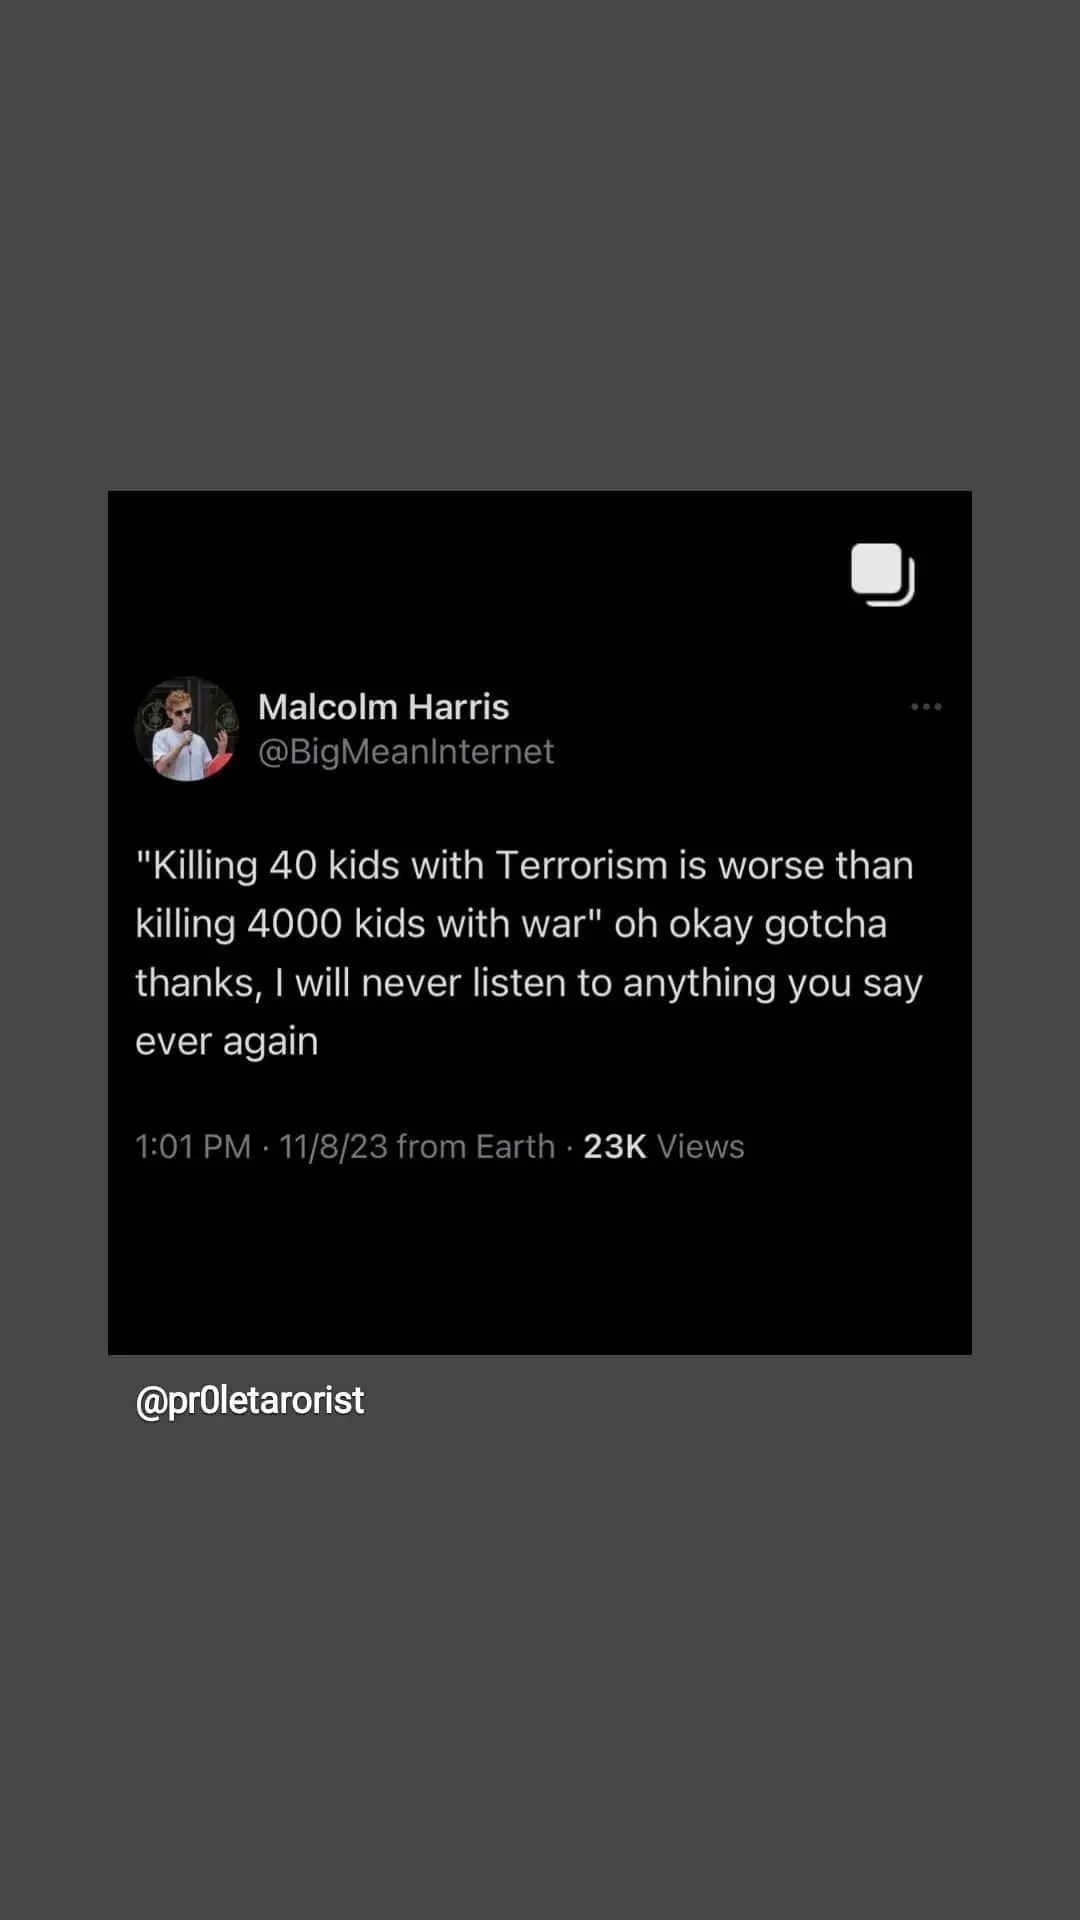 Malcolm Harris
@BigMeanInternet
"Killing 40 kids with Terrorism is worse than
killing 4000 kids with war" oh okay gotcha
thanks, I will never listen to anything you say
ever again
1:01 PM · 11/8/23 from Earth · 23K Views
@pr0letarorist